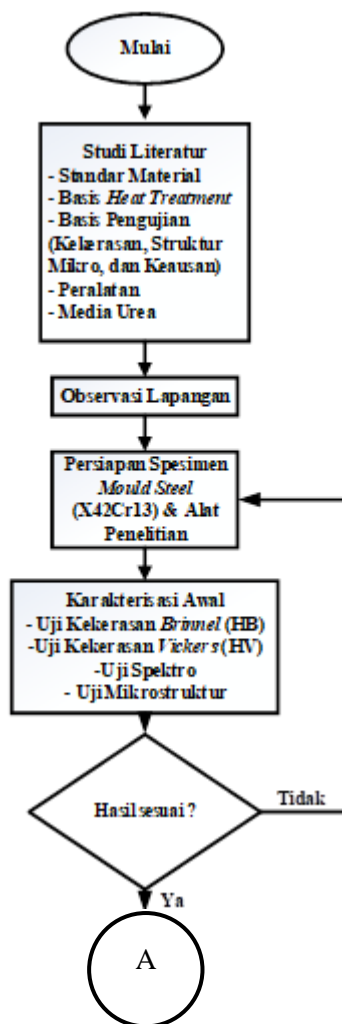 Mulai
Studi Literatur
- Standar Material
- Basis Heat Treatment
- Basis Pengujian
(Kekerasan, Struktur
Mikro, dan Keausan)
- Peralatan
- Media Urea
Observasi Lapangan
Persiapan Spesimen
Mould Steel
(X42Cr13) & Alat
Penelitian
Karakterisasi Awal
- Uji Kekerasan Brinnel (HB)
-Uji Kekerasan Vickers (HV)
-Uji Spektro
- Uji Mikrostruktur
Hasil sesuai ?
Tidak
Ya
A